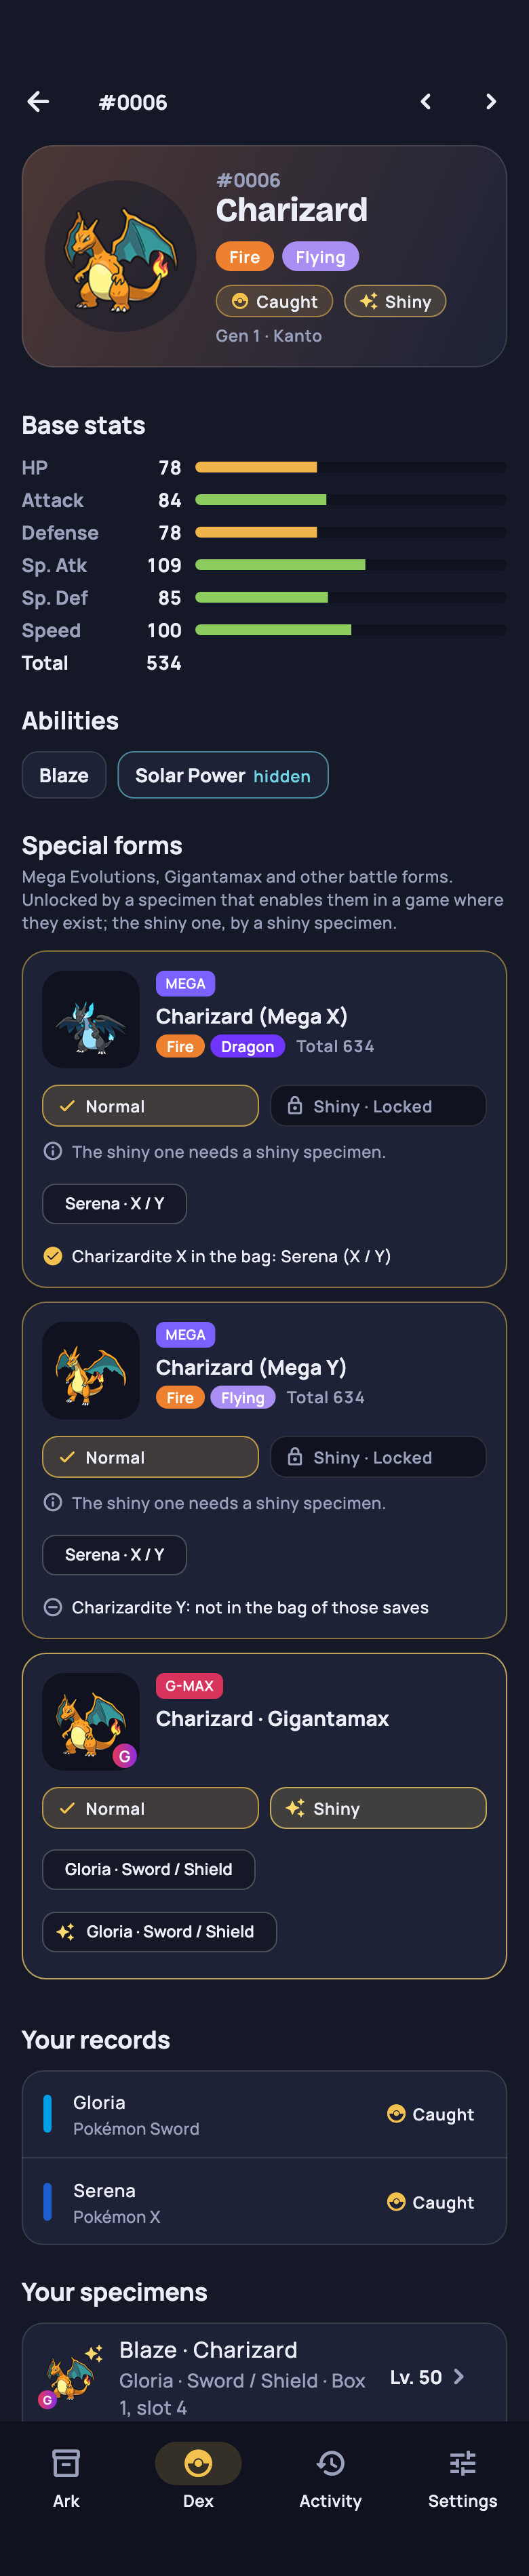 #0006
#0006
Charizard
Fire
Flying
Caught
Shiny
Gen 1 · Kanto
Base stats
HP 78
Attack 84
Defense 78
Sp. Atk 109
Sp. Def 85
Speed 100
Total 534
Abilities
Blaze
Solar Power hidden
Special forms
Mega Evolutions, Gigantamax and other battle forms.
Unlocked by a specimen that enables them in a game where
they exist; the shiny one, by a shiny specimen.
MEGA
Charizard (Mega X)
Fire Dragon Total 634
Normal
Shiny · Locked
The shiny one needs a shiny specimen.
Serena · X / Y
Charizardite X in the bag: Serena (X / Y)
MEGA
Charizard (Mega Y)
Fire Flying Total 634
Normal
Shiny · Locked
The shiny one needs a shiny specimen.
Serena · X / Y
Charizardite Y: not in the bag of those saves
G-MAX
Charizard · Gigantamax
G
Normal
Shiny
Gloria · Sword / Shield
Gloria · Sword / Shield
Your records
Gloria
Pokémon Sword
Caught
Serena
Pokémon X
Caught
Your specimens
Blaze · Charizard
Gloria · Sword / Shield · Box
1, slot 4
Lv. 50
G
Ark
Dex
Activity
Settings